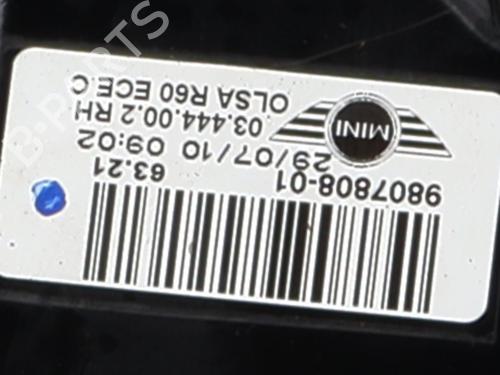 9807808-01
63.21
29/07/10 09:02
.03.444.00.2 RH
OLSA R60 ECE.C
MINI
B-PARTS